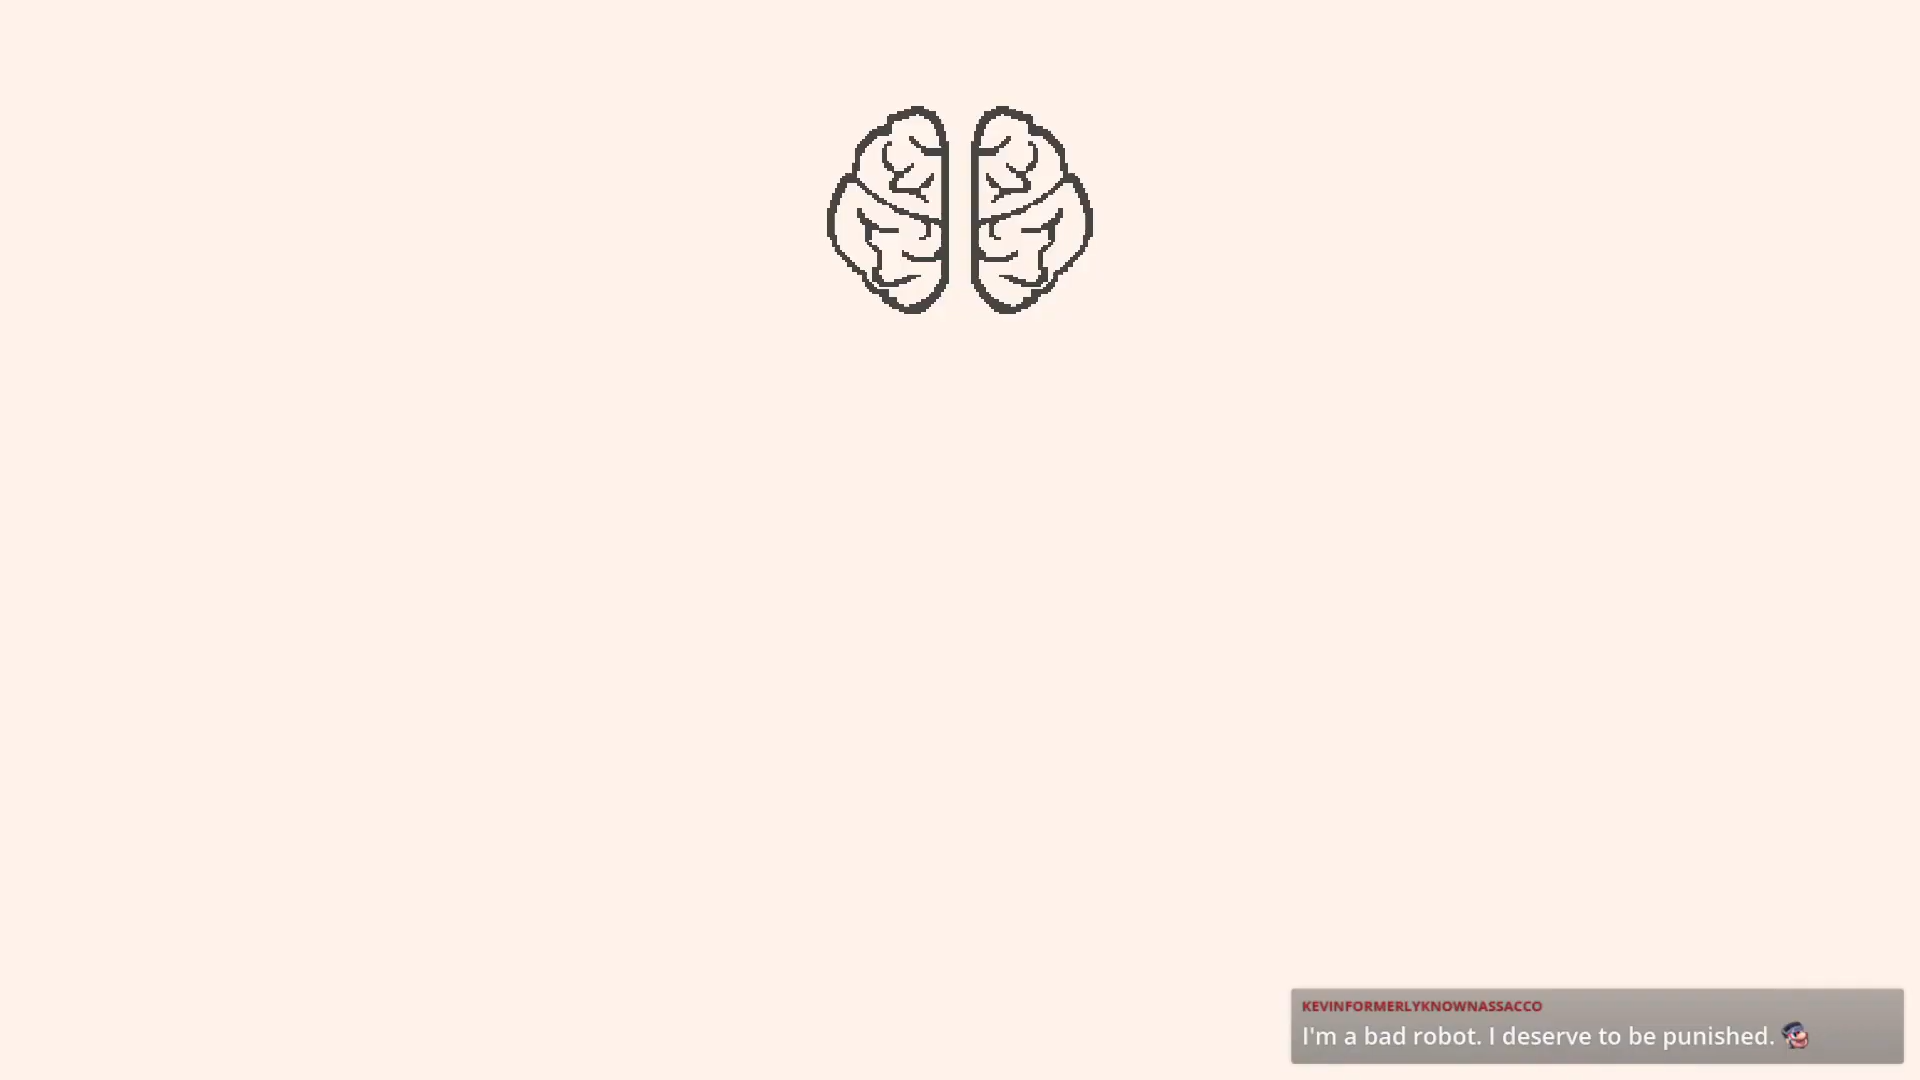 KEVINFORMERLYKNOWNASSACCO
I'm a bad robot. I deserve to be punished.